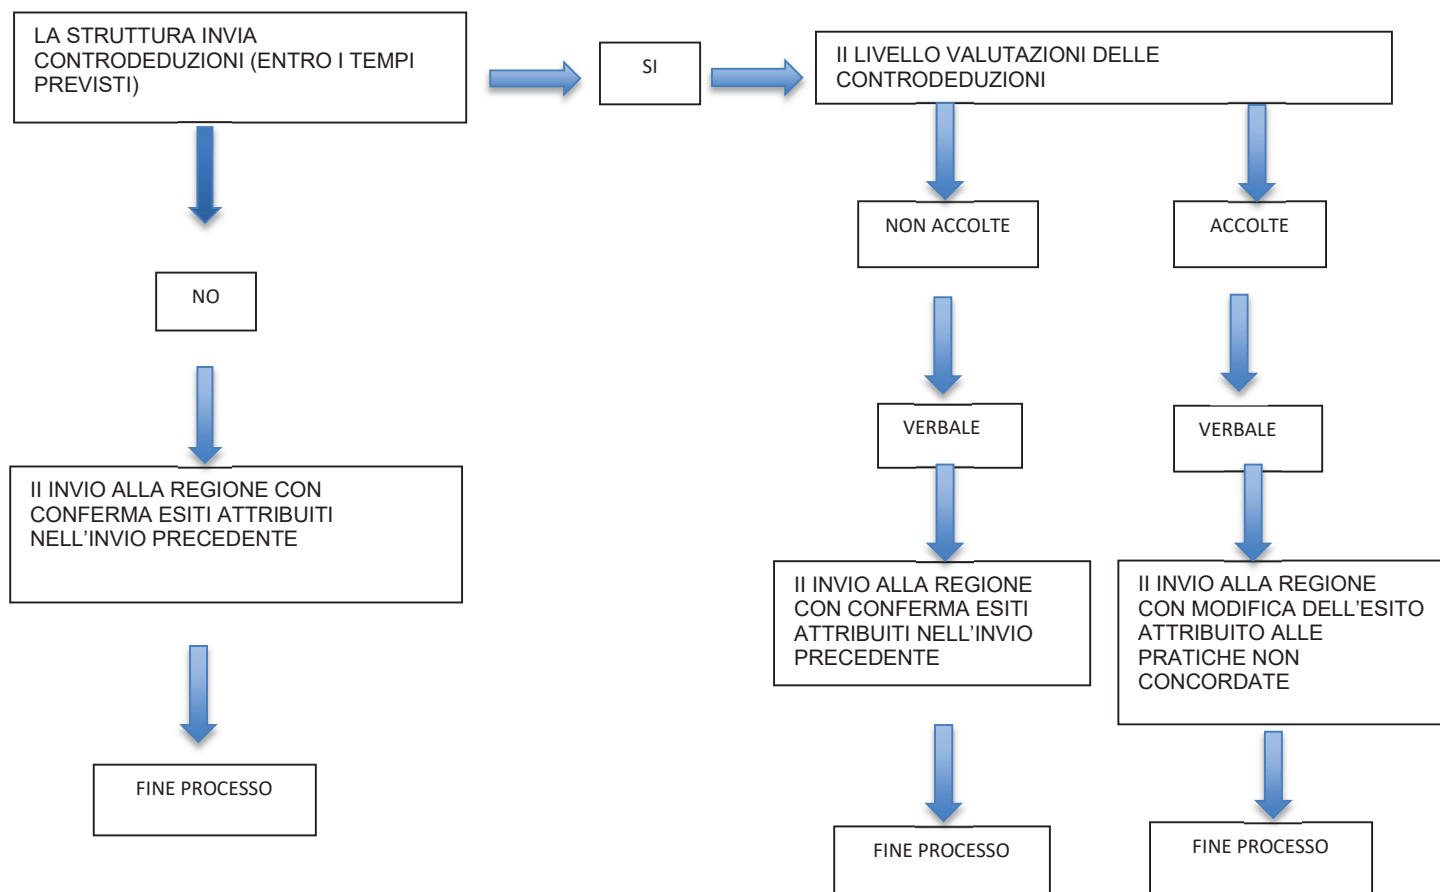 LA STRUTTURA INVIA
CONTRODEDUZIONI (ENTRO I TEMPI
PREVISTI)
SI
II LIVELLO VALUTAZIONI DELLE
CONTRODEDUZIONI
NON ACCOLTE
ACCOLTE
NO
VERBALE
VERBALE
II INVIO ALLA REGIONE CON
CONFERMA ESITI ATTRIBUITI
NELL’INVIO PRECEDENTE
II INVIO ALLA REGIONE
CON CONFERMA ESITI
ATTRIBUITI NELL’INVIO
PRECEDENTE
II INVIO ALLA REGIONE
CON MODIFICA DELL’ESITO
ATTRIBUITO ALLE
PRATICHE NON
CONCORDATE
FINE PROCESSO
FINE PROCESSO
FINE PROCESSO